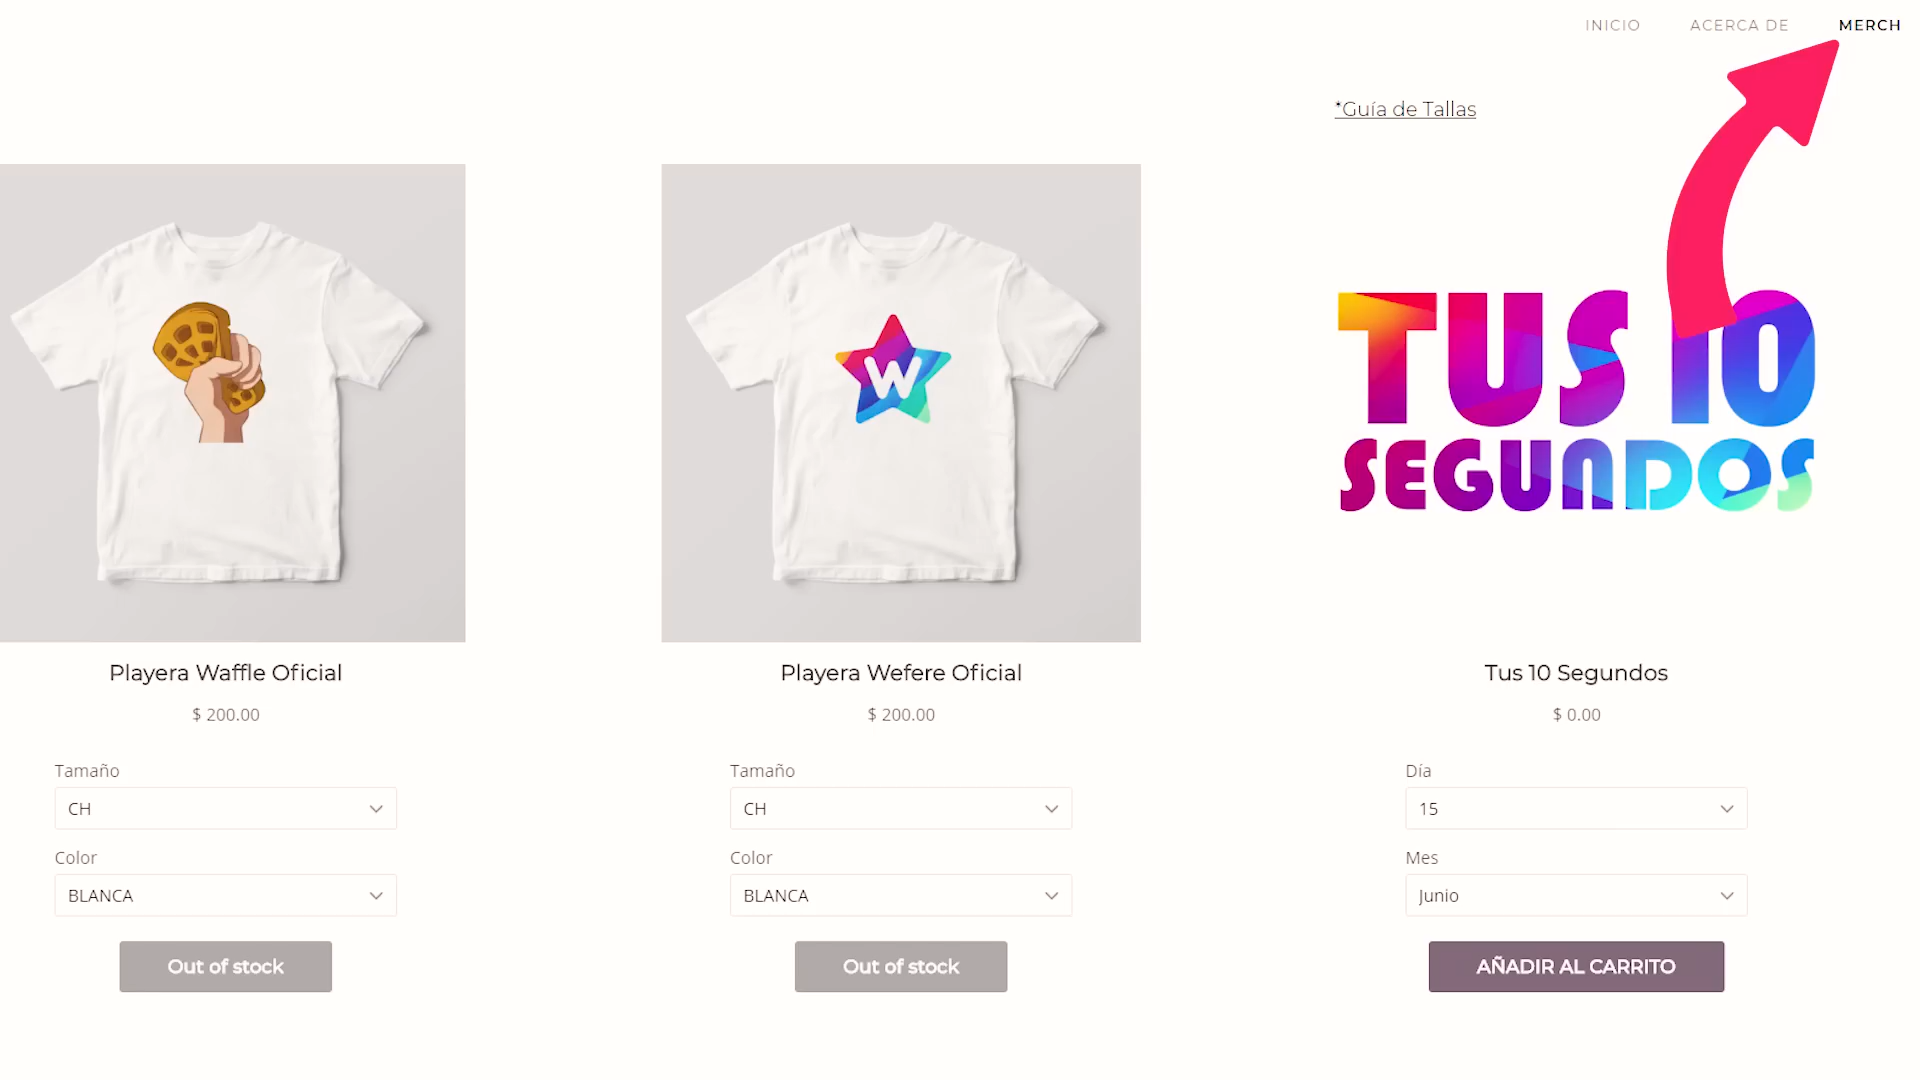 INICIO
ACERCA DE
MERCH
*Guía de Tallas
W
TUS 10
SEGUNDOS
Playera Waffle Oficial
$ 200.00
Tamaño
CH
Color
BLANCA
Out of stock
Playera Wefere Oficial
$ 200.00
Tamaño
CH
Color
BLANCA
Out of stock
Tus 10 Segundos
$ 0.00
Día
15
Mes
Junio
AÑADIR AL CARRITO